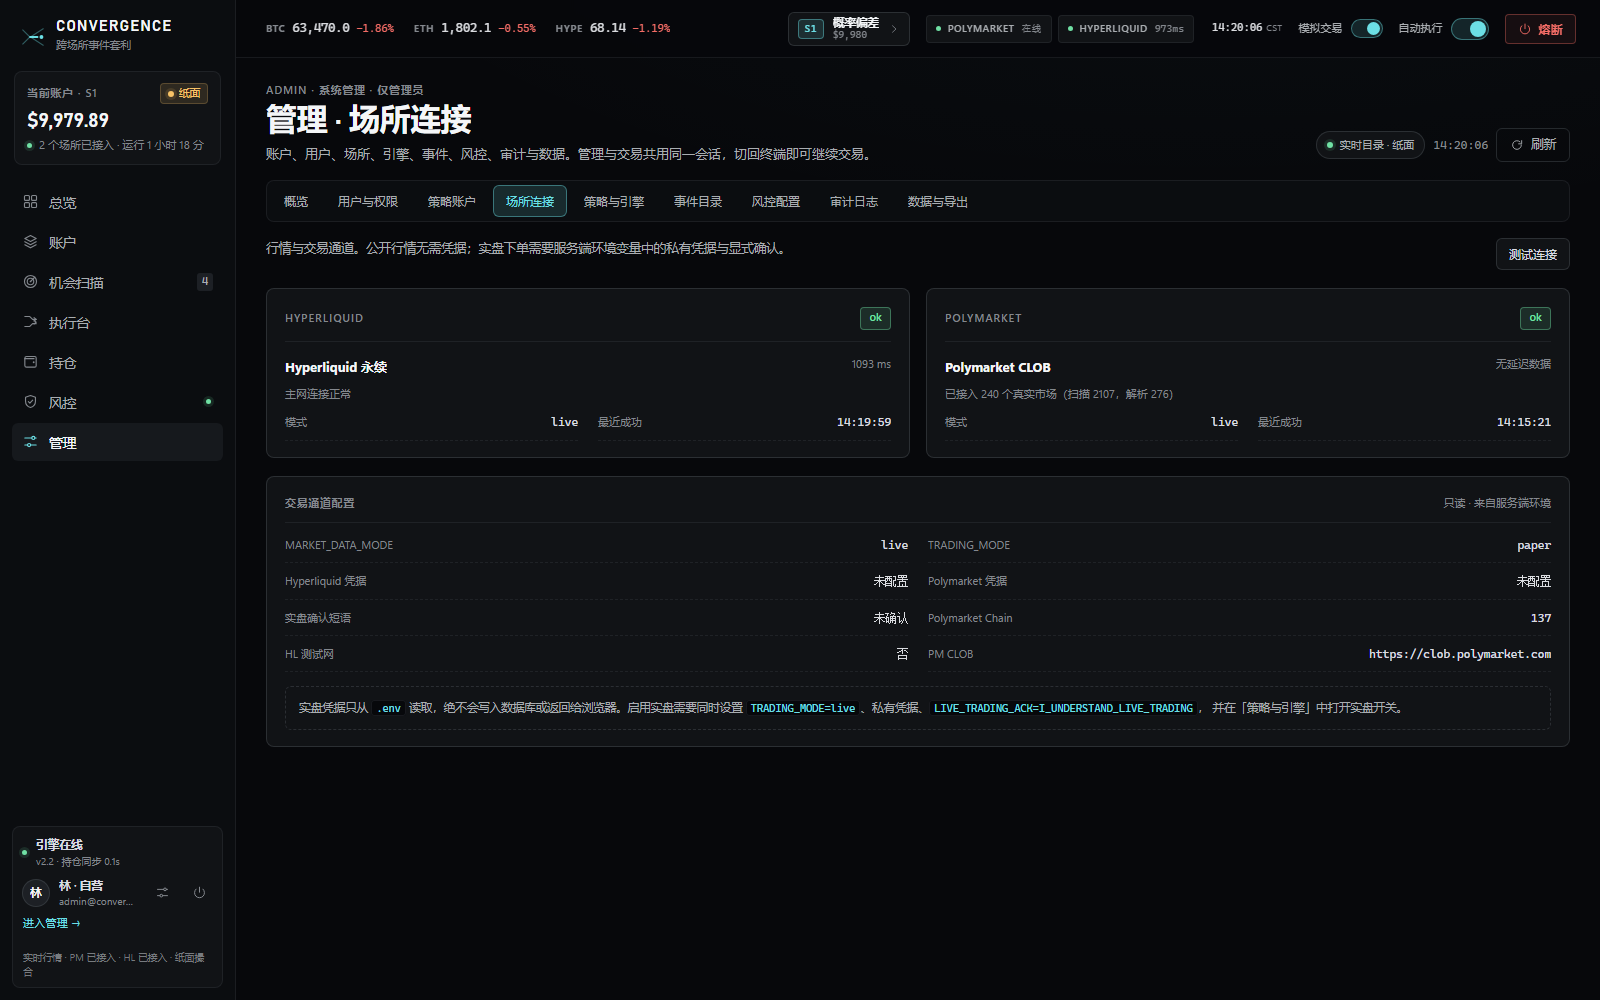 CONVERGENCE
跨场所事件套利
BTC 63,470.0 −1.86% ETH 1,802.1 −0.55% HYPE 68.14 −1.19%
S1 概率偏差 $9,980
POLYMARKET 在线
HYPERLIQUID 973ms
14:20:06 CST
模拟交易
自动执行
熔断
当前账户 · S1
纸面
$9,979.89
2 个场所已接入 · 运行 1 小时 18 分
总览
账户
机会扫描 4
执行台
持仓
风控
管理
ADMIN · 系统管理 · 仅管理员
管理 · 场所连接
账户、用户、场所、引擎、事件、风控、审计与数据。管理与交易共用同一会话，切回终端即可继续交易。
实时目录 · 纸面
14:20:06
刷新
概览 用户与权限 策略账户 场所连接 策略与引擎 事件目录 风控配置 审计日志 数据与导出
行情与交易通道。公开行情无需凭据；实盘下单需要服务端环境变量中的私有凭据与显式确认。
测试连接
HYPERLIQUID ok
Hyperliquid 永续 1093 ms
主网连接正常
模式 live 最近成功 14:19:59
POLYMARKET ok
Polymarket CLOB 无延迟数据
已接入 240 个真实市场（扫描 2107，解析 276）
模式 live 最近成功 14:15:21
交易通道配置 只读 · 来自服务端环境
MARKET_DATA_MODE live TRADING_MODE paper
Hyperliquid 凭据 未配置 Polymarket 凭据 未配置
实盘确认短语 未确认 Polymarket Chain 137
HL 测试网 否 PM CLOB https://clob.polymarket.com
实盘凭据只从 .env 读取，绝不会写入数据库或返回给浏览器。启用实盘需要同时设置 TRADING_MODE=live 、私有凭据、 LIVE_TRADING_ACK=I_UNDERSTAND_LIVE_TRADING ，并在「策略与引擎」中打开实盘开关。
引擎在线
v2.2 · 持仓同步 0.1s
林 林 · 自营
admin@conver...
进入管理 →
实时行情 · PM 已接入 · HL 已接入 · 纸面撮
合